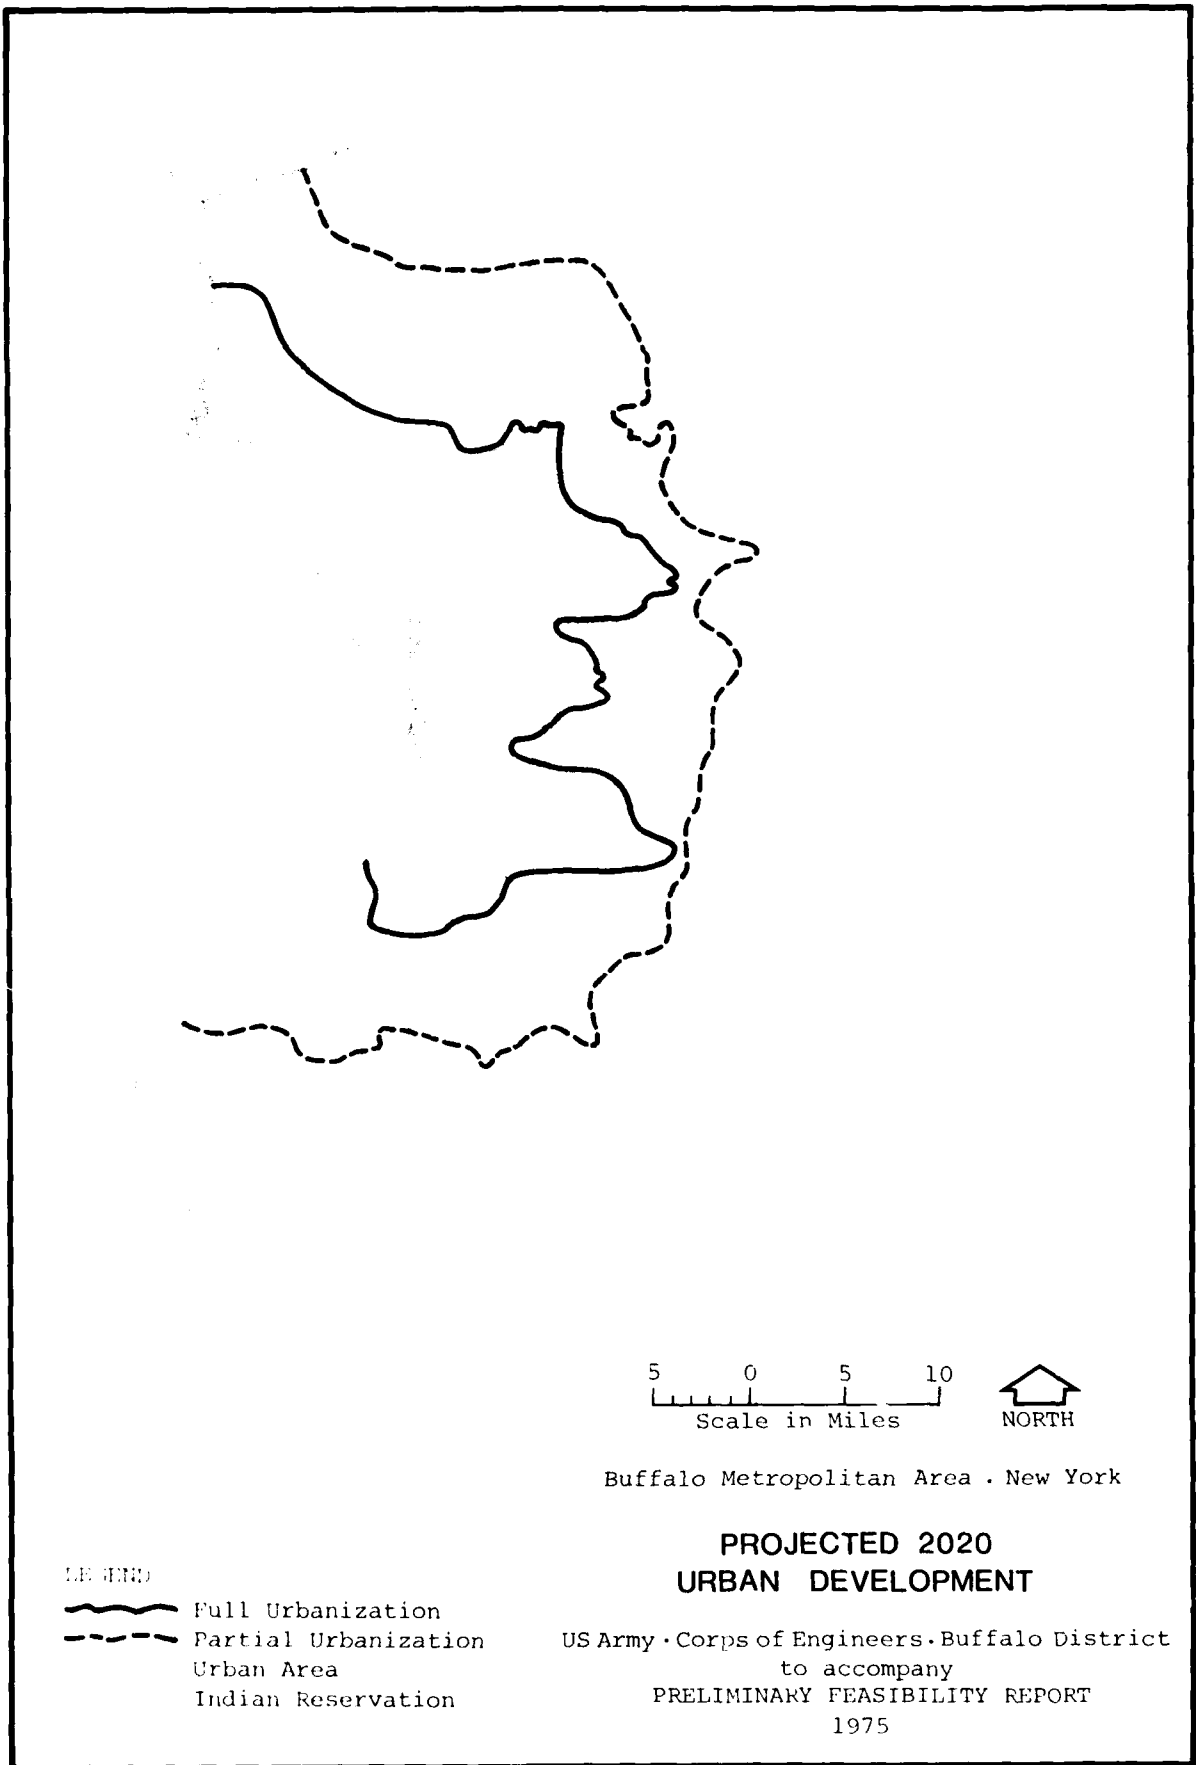 5 0 5 10
Scale in Miles
NORTH
Buffalo Metropolitan Area . New York
PROJECTED 2020
URBAN DEVELOPMENT
LEGEND
Full Urbanization
Partial Urbanization
Urban Area
Indian Reservation
US Army · Corps of Engineers · Buffalo District
to accompany
PRELIMINARY FEASIBILITY REPORT
1975